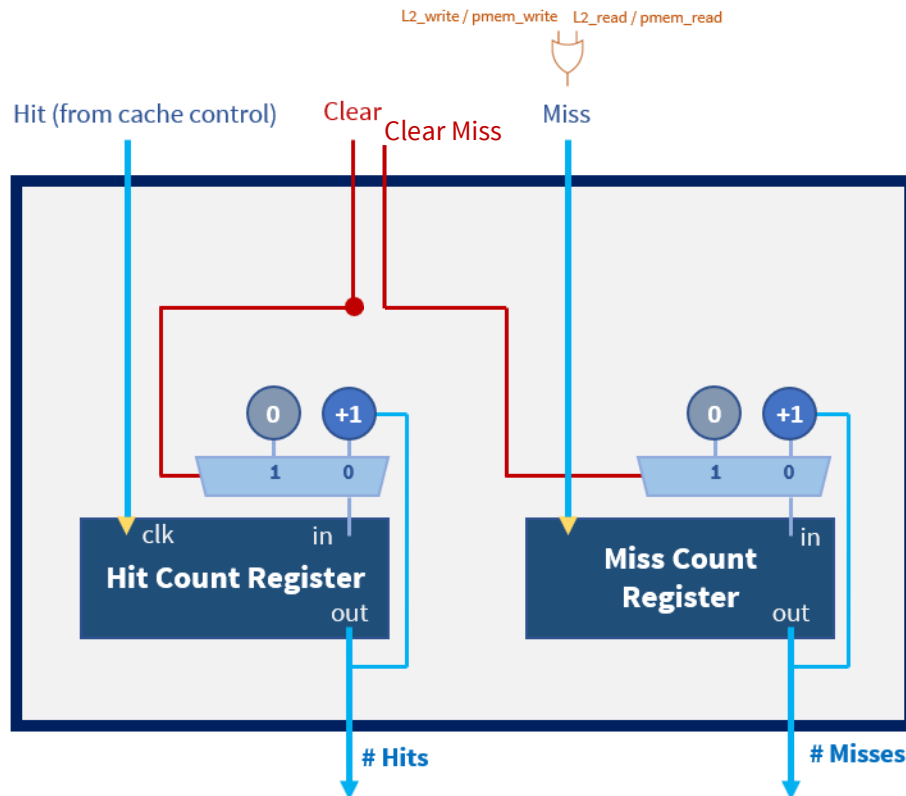 L2_write / pmem_write L2_read / pmem_read
Hit (from cache control)
Clear
Clear Miss
Miss
0
+1
0
+1
1
0
1
0
clk
in
Hit Count Register
out
in
Miss Count
Register
out
# Hits
# Misses